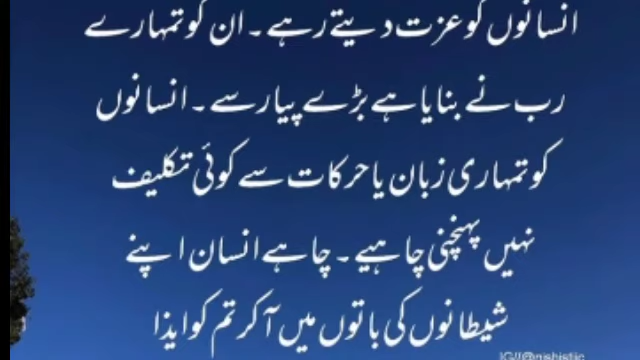 انسانوں کو عزت دیتے رہے۔ ان کو تمہارے
رب نے بنایا ہے بڑے پیار سے۔ انسانوں
کو تمہاری زبان یا حرکات سے کوئی تکلیف
نہیں پہنچنی چاہیے۔ چاہے انسان اپنے
شیطانوں کی باتوں میں آ کر تم کو ایذا